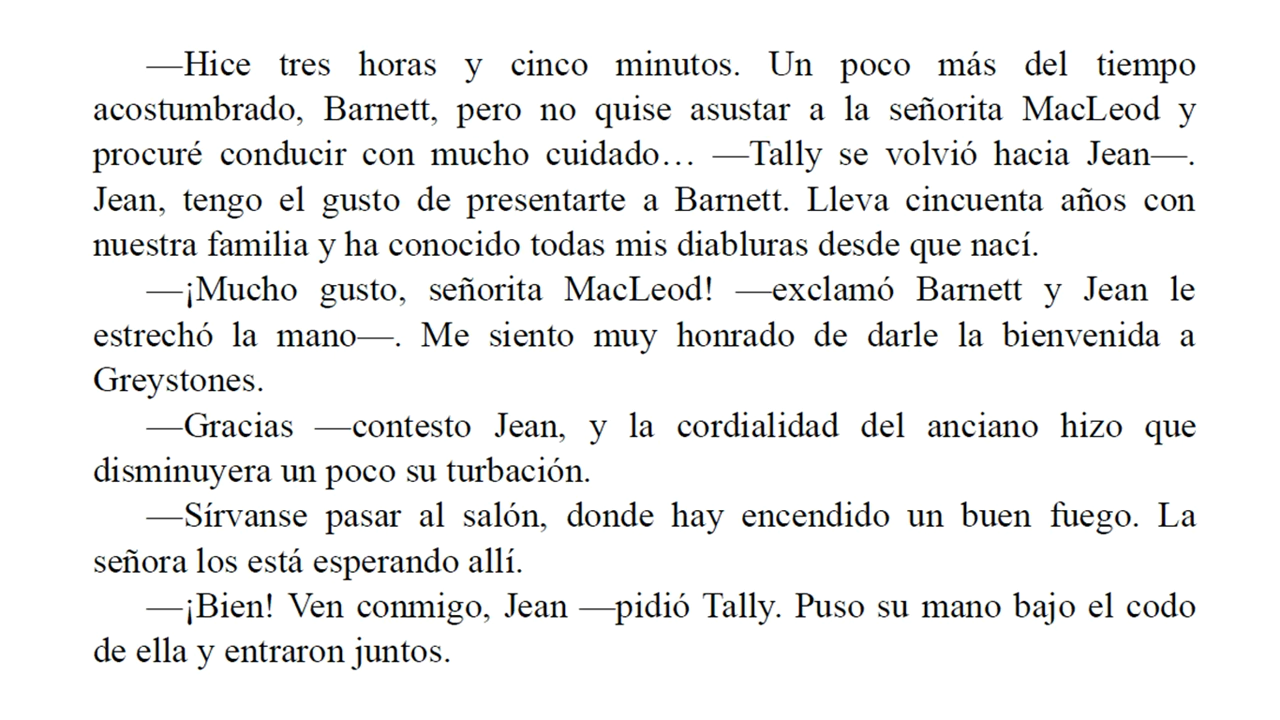 —Hice tres horas y cinco minutos. Un poco más del tiempo
acostumbrado, Barnett, pero no quise asustar a la señorita MacLeod y
procuré conducir con mucho cuidado… —Tally se volvió hacia Jean—.
Jean, tengo el gusto de presentarte a Barnett. Lleva cincuenta años con
nuestra familia y ha conocido todas mis diabluras desde que nací.
—¡Mucho gusto, señorita MacLeod! —exclamó Barnett y Jean le
estrechó la mano—. Me siento muy honrado de darle la bienvenida a
Greystones.
—Gracias —contesto Jean, y la cordialidad del anciano hizo que
disminuyera un poco su turbación.
—Sírvanse pasar al salón, donde hay encendido un buen fuego. La
señora los está esperando allí.
—¡Bien! Ven conmigo, Jean —pidió Tally. Puso su mano bajo el codo
de ella y entraron juntos.